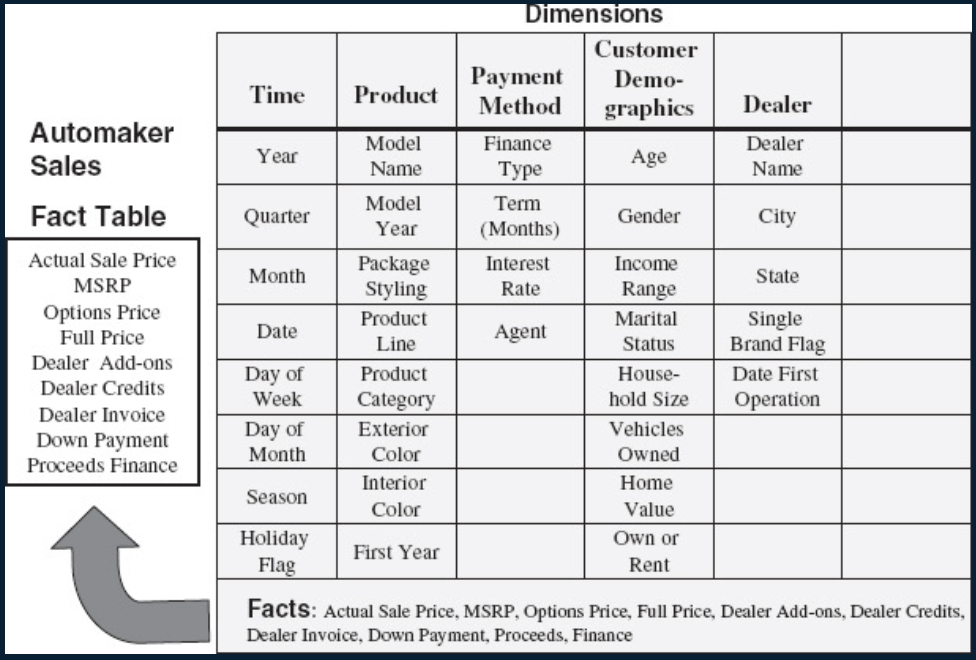 Dimensions
Automaker
Sales
Fact Table
Actual Sale Price
MSRP
Options Price
Full Price
Dealer Add-ons
Dealer Credits
Dealer Invoice
Down Payment
Proceeds Finance
Time
Product
Payment
Method
Customer
Demo-
graphics
Dealer
Year
Model
Name
Finance
Type
Age
Dealer
Name
Quarter
Model
Year
Term
(Months)
Gender
City
Month
Package
Styling
Interest
Rate
Income
Range
State
Date
Product
Line
Agent
Marital
Status
Single
Brand Flag
Day of
Week
Product
Category
House-
hold Size
Date First
Operation
Day of
Month
Exterior
Color
Vehicles
Owned
Season
Interior
Color
Home
Value
Holiday
Flag
First Year
Own or
Rent
Facts: Actual Sale Price, MSRP, Options Price, Full Price, Dealer Add-ons, Dealer Credits,
Dealer Invoice, Down Payment, Proceeds, Finance